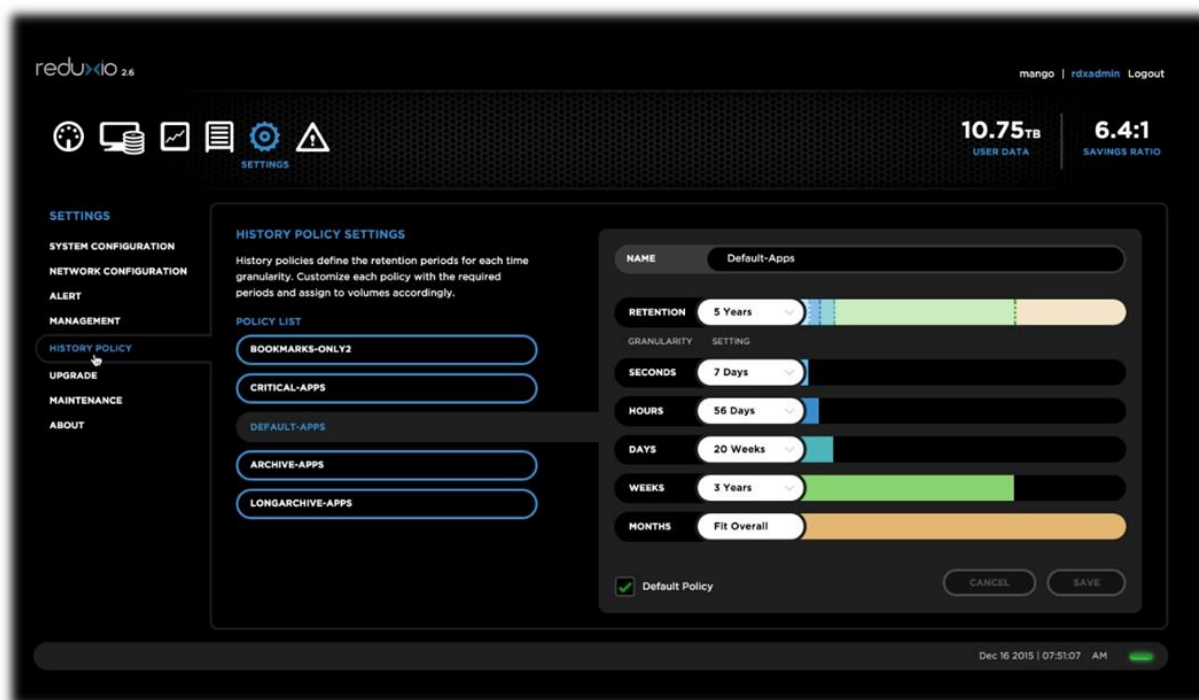 reduxio 2.6
mango | rdxadmin Logout
SETTINGS
10.75TB
USER DATA
6.4:1
SAVINGS RATIO
SETTINGS
SYSTEM CONFIGURATION
NETWORK CONFIGURATION
ALERT
MANAGEMENT
HISTORY POLICY
UPGRADE
MAINTENANCE
ABOUT
HISTORY POLICY SETTINGS
History policies define the retention periods for each time
granularity. Customize each policy with the required
periods and assign to volumes accordingly.
POLICY LIST
BOOKMARKS-ONLY2
CRITICAL-APPS
DEFAULT-APPS
ARCHIVE-APPS
LONGARCHIVE-APPS
NAME Default-Apps
RETENTION 5 Years
GRANULARITY SETTING
SECONDS 7 Days
HOURS 56 Days
DAYS 20 Weeks
WEEKS 3 Years
MONTHS Fit Overall
Default Policy
CANCEL SAVE
Dec 16 2015 | 07:51:07 AM